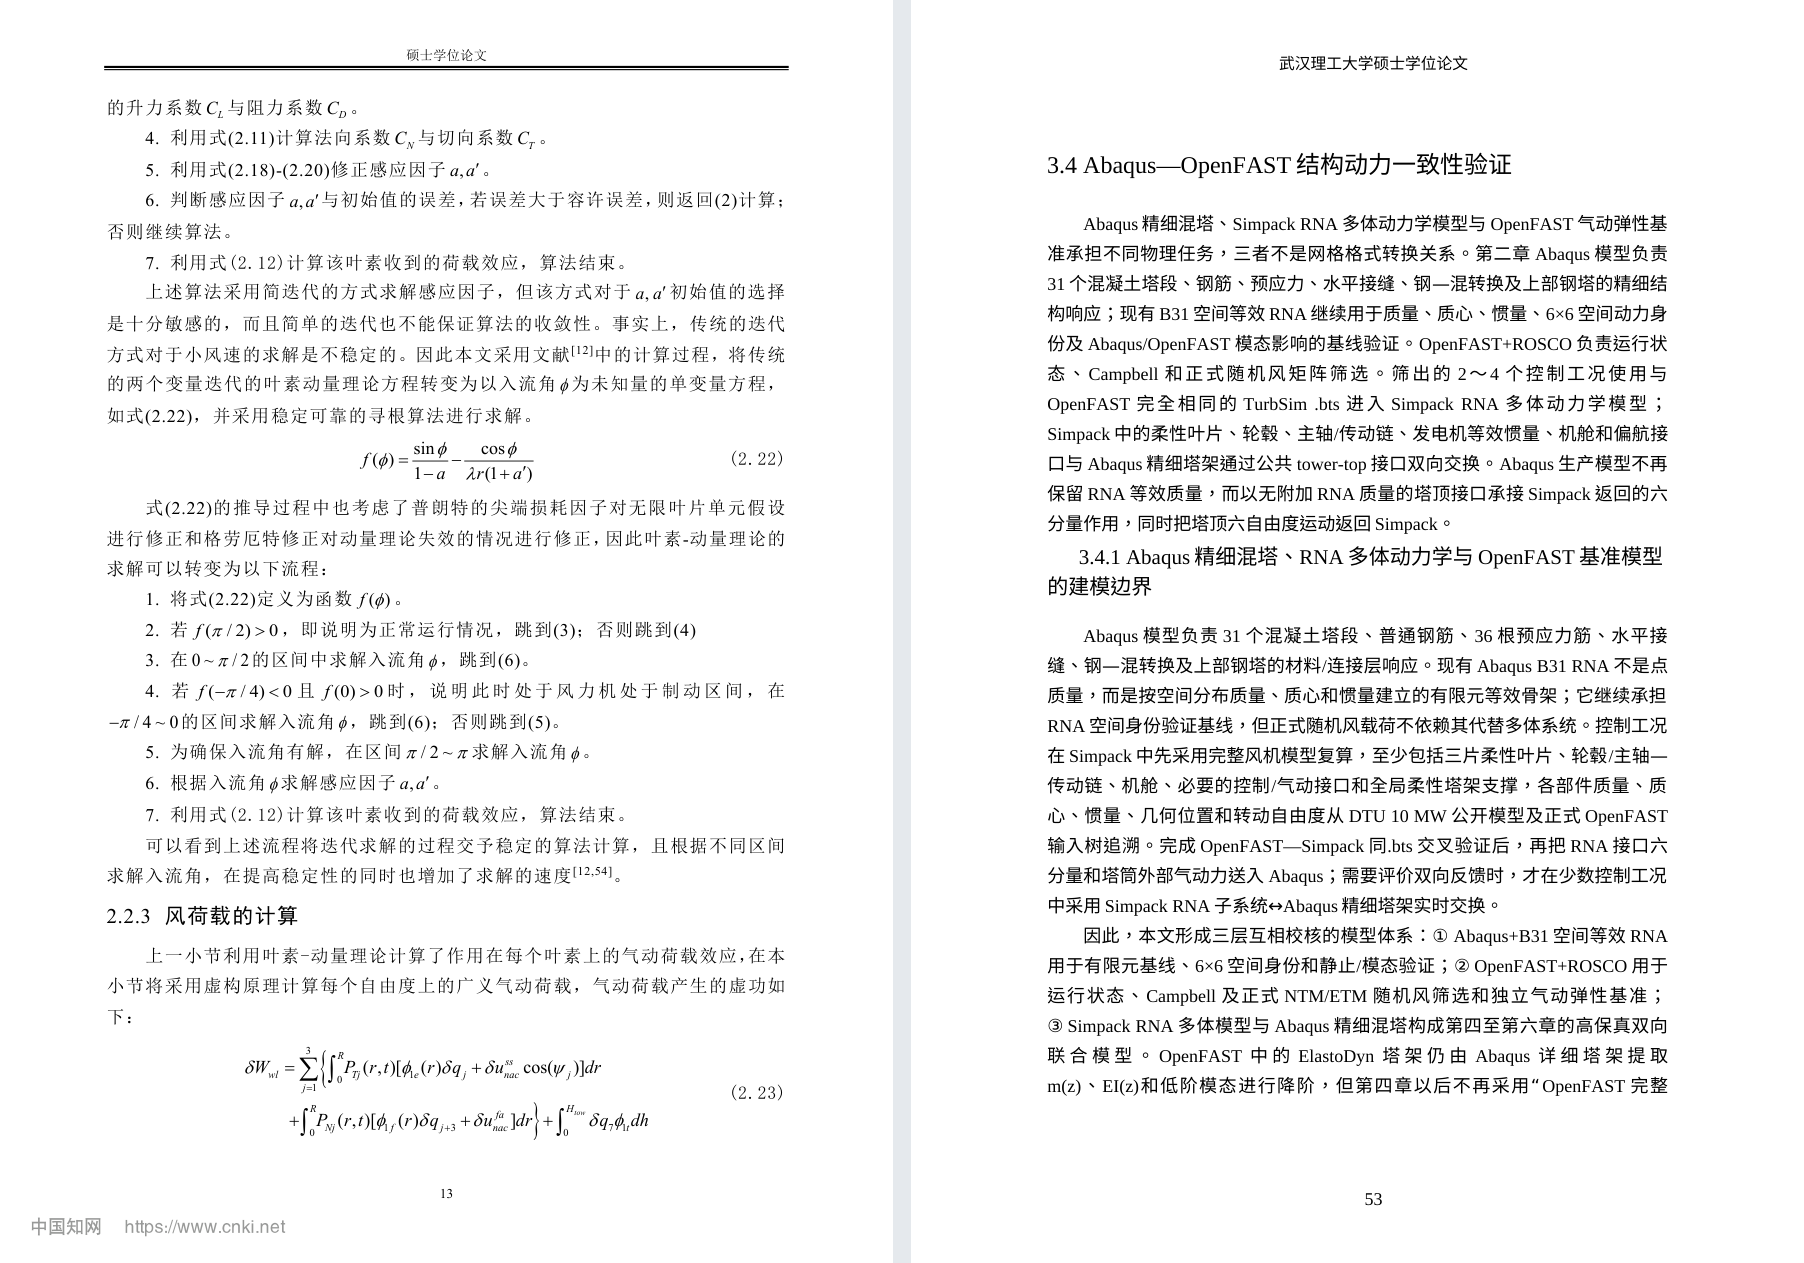 硕士学位论文
的升力系数 C_L 与阻力系数 C_D 。
4. 利用式(2.11)计算法向系数 C_N 与切向系数 C_T 。
5. 利用式(2.18)-(2.20)修正感应因子 a,a′ 。
6. 判断感应因子 a,a′ 与初始值的误差，若误差大于容许误差，则返回(2)计算；
否则继续算法。
7. 利用式(2.12)计算该叶素收到的荷载效应，算法结束。
上述算法采用简迭代的方式求解感应因子，但该方式对于 a,a′ 初始值的选择
是十分敏感的，而且简单的迭代也不能保证算法的收敛性。事实上，传统的迭代
方式对于小风速的求解是不稳定的。因此本文采用文献[12]中的计算过程，将传统
的两个变量迭代的叶素动量理论方程转变为以入流角 ϕ 为未知量的单变量方程，
如式(2.22)，并采用稳定可靠的寻根算法进行求解。
f(ϕ) = sinϕ/(1−a) − cosϕ/(λr(1+a′)) (2.22)
式(2.22)的推导过程中也考虑了普朗特的尖端损耗因子对无限叶片单元假设
进行修正和格劳厄特修正对动量理论失效的情况进行修正，因此叶素-动量理论的
求解可以转变为以下流程：
1. 将式(2.22)定义为函数 f(ϕ) 。
2. 若 f(π/2)>0，即说明为正常运行情况，跳到(3)；否则跳到(4)
3. 在 0~π/2 的区间中求解入流角 ϕ，跳到(6)。
4. 若 f(−π/4)<0 且 f(0)>0 时，说明此时处于风力机处于制动区间，在
−π/4~0 的区间求解入流角 ϕ，跳到(6)；否则跳到(5)。
5. 为确保入流角有解，在区间 π/2~π 求解入流角 ϕ。
6. 根据入流角 ϕ 求解感应因子 a,a′ 。
7. 利用式(2.12)计算该叶素收到的荷载效应，算法结束。
可以看到上述流程将迭代求解的过程交予稳定的算法计算，且根据不同区间
求解入流角，在提高稳定性的同时也增加了求解的速度[12,54]。
2.2.3 风荷载的计算
上一小节利用叶素-动量理论计算了作用在每个叶素上的气动荷载效应，在本
小节将采用虚构原理计算每个自由度上的广义气动荷载，气动荷载产生的虚功如
下：
δW_wl = ∑_{j=1}^{3} {∫_0^R P_Tj(r,t)[ϕ_1e(r)δq_j + δu_nac^ss cos(ψ_j)]dr
+∫_0^R P_Nj(r,t)[ϕ_1f(r)δq_{j+3} + δu_nac^fa]dr} + ∫_0^{H_tow} δq_7ϕ_1t dh (2.23)
13
中国知网 https://www.cnki.net
武汉理工大学硕士学位论文
3.4 Abaqus—OpenFAST 结构动力一致性验证
Abaqus 精细混塔、Simpack RNA 多体动力学模型与 OpenFAST 气动弹性基
准承担不同物理任务，三者不是网格格式转换关系。第二章 Abaqus 模型负责
31 个混凝土塔段、钢筋、预应力、水平接缝、钢—混转换及上部钢塔的精细结
构响应；现有 B31 空间等效 RNA 继续用于质量、质心、惯量、6×6 空间动力身
份及 Abaqus/OpenFAST 模态影响的基线验证。OpenFAST+ROSCO 负责运行状
态、Campbell 和正式随机风矩阵筛选。筛出的 2～4 个控制工况使用与
OpenFAST 完全相同的 TurbSim .bts 进入 Simpack RNA 多体动力学模型；
Simpack 中的柔性叶片、轮毂、主轴/传动链、发电机等效惯量、机舱和偏航接
口与 Abaqus 精细塔架通过公共 tower-top 接口双向交换。Abaqus 生产模型不再
保留 RNA 等效质量，而以无附加 RNA 质量的塔顶接口承接 Simpack 返回的六
分量作用，同时把塔顶六自由度运动返回 Simpack。
3.4.1 Abaqus 精细混塔、RNA 多体动力学与 OpenFAST 基准模型
的建模边界
Abaqus 模型负责 31 个混凝土塔段、普通钢筋、36 根预应力筋、水平接
缝、钢—混转换及上部钢塔的材料/连接层响应。现有 Abaqus B31 RNA 不是点
质量，而是按空间分布质量、质心和惯量建立的有限元等效骨架；它继续承担
RNA 空间身份验证基线，但正式随机风载荷不依赖其代替多体系统。控制工况
在 Simpack 中先采用完整风机模型复算，至少包括三片柔性叶片、轮毂/主轴—
传动链、机舱、必要的控制/气动接口和全局柔性塔架支撑，各部件质量、质
心、惯量、几何位置和转动自由度从 DTU 10 MW 公开模型及正式 OpenFAST
输入树追溯。完成 OpenFAST—Simpack 同.bts 交叉验证后，再把 RNA 接口六
分量和塔筒外部气动力送入 Abaqus；需要评价双向反馈时，才在少数控制工况
中采用 Simpack RNA 子系统↔Abaqus 精细塔架实时交换。
因此，本文形成三层互相校核的模型体系：① Abaqus+B31 空间等效 RNA
用于有限元基线、6×6 空间身份和静止/模态验证；② OpenFAST+ROSCO 用于
运行状态、Campbell 及正式 NTM/ETM 随机风筛选和独立气动弹性基准；
③ Simpack RNA 多体模型与 Abaqus 精细混塔构成第四至第六章的高保真双向
联合模型。OpenFAST 中的 ElastoDyn 塔架仍由 Abaqus 详细塔架提取
m(z)、EI(z)和低阶模态进行降阶，但第四章以后不再采用“OpenFAST 完整
53